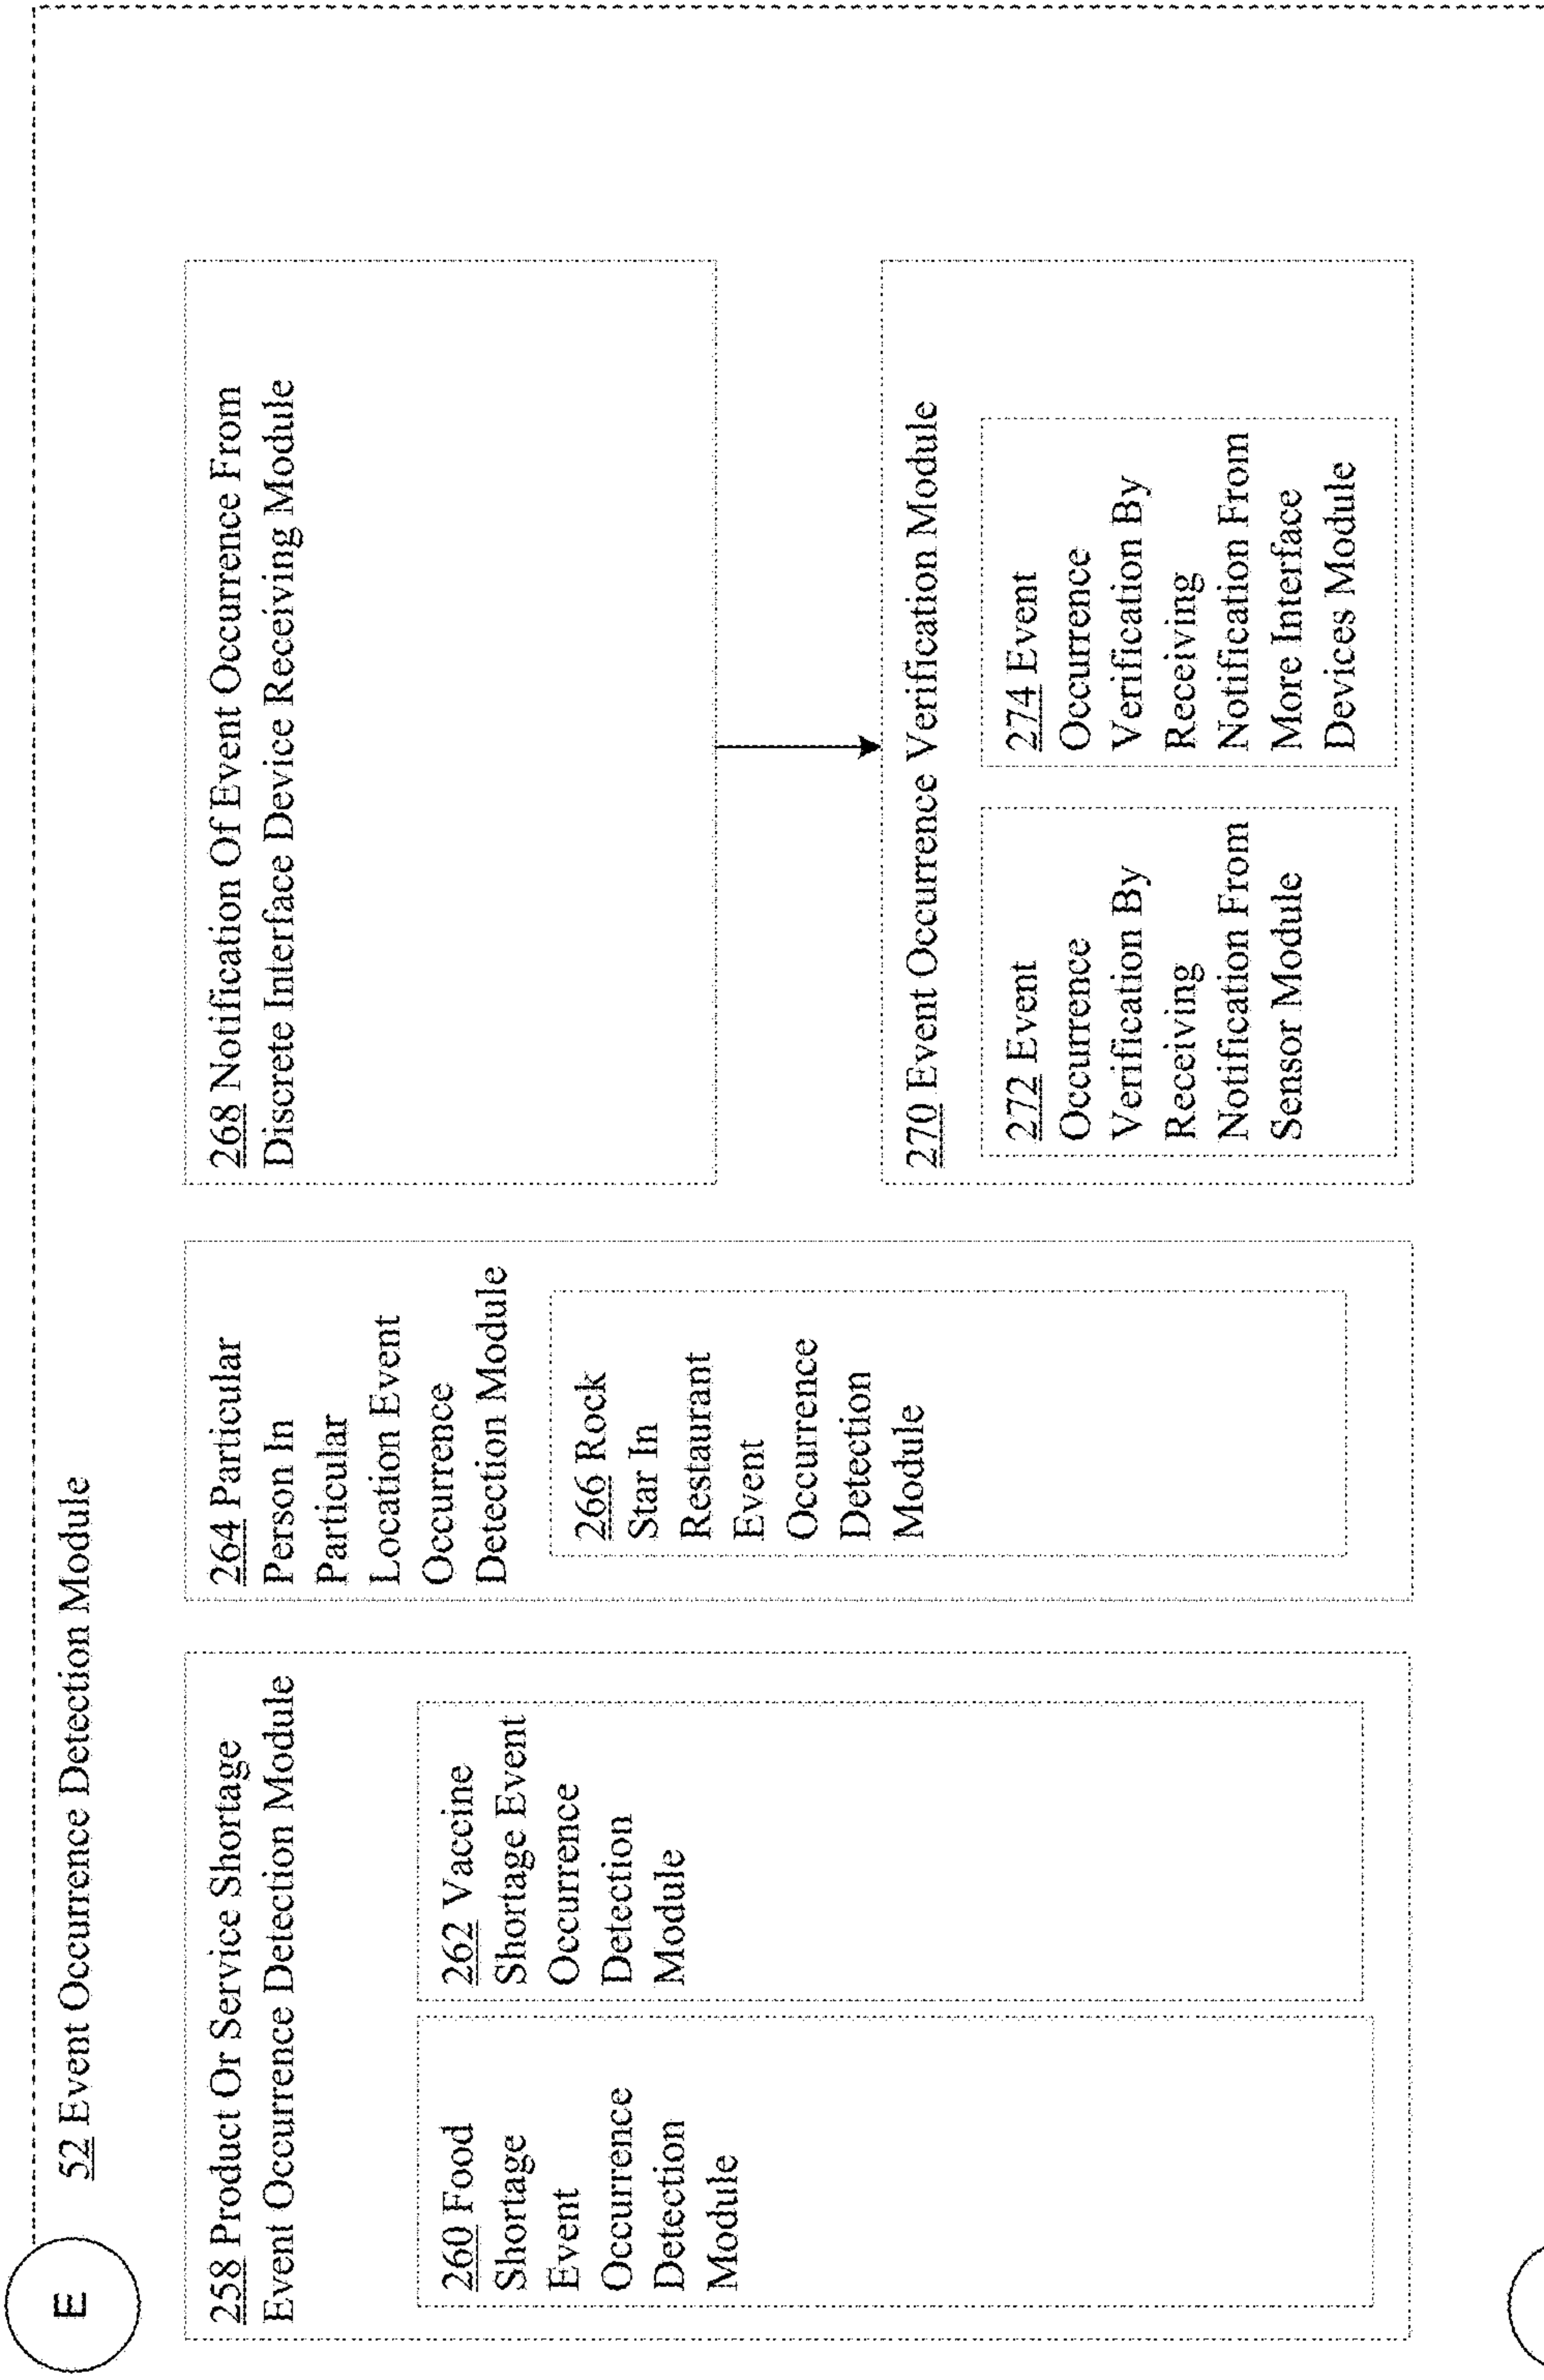 E
52 Event Occurrence Detection Module
258 Product Or Service Shortage
Event Occurrence Detection Module
260 Food
Shortage
Event
Occurrence
Detection
Module
262 Vaccine
Shortage Event
Occurrence
Detection
Module
264 Particular
Person In
Particular
Location Event
Occurrence
Detection Module
266 Rock
Star In
Restaurant
Event
Occurrence
Detection
Module
268 Notification Of Event Occurrence From
Discrete Interface Device Receiving Module
270 Event Occurrence Verification Module
272 Event
Occurrence
Verification By
Receiving
Notification From
Sensor Module
274 Event
Occurrence
Verification By
Receiving
Notification From
More Interface
Devices Module